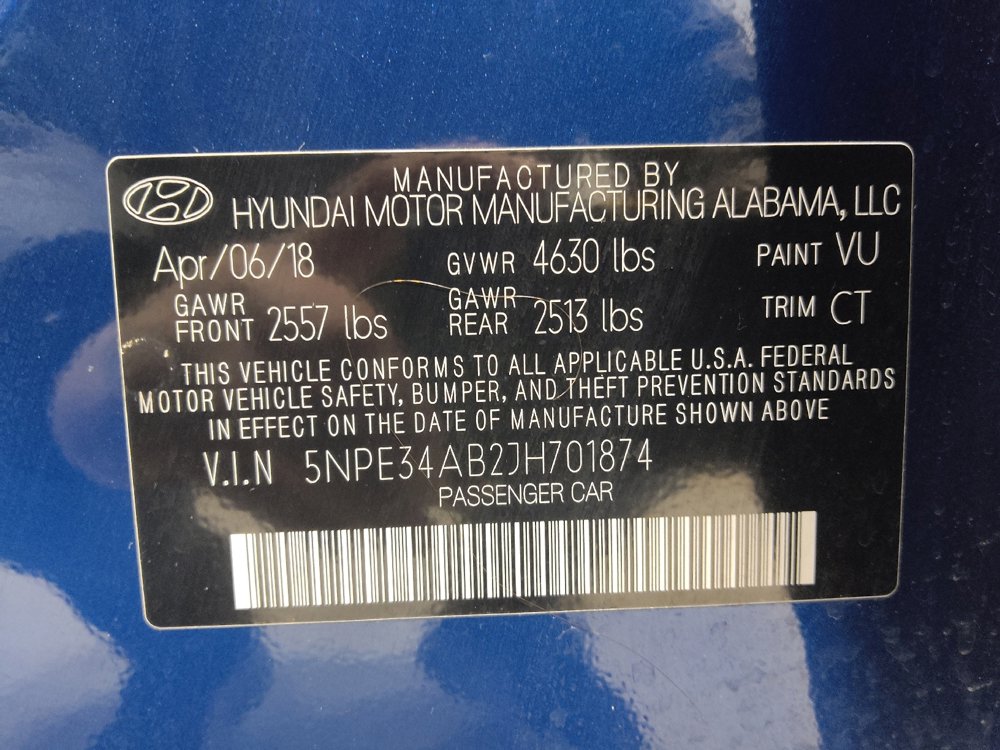 MANUFACTURED BY
HYUNDAI MOTOR MANUFACTURING ALABAMA, LLC
Apr/06/18 GVWR 4630 lbs PAINT VU
GAWR FRONT 2557 lbs GAWR REAR 2513 lbs TRIM CT
THIS VEHICLE CONFORMS TO ALL APPLICABLE U.S.A. FEDERAL
MOTOR VEHICLE SAFETY, BUMPER, AND THEFT PREVENTION STANDARDS
IN EFFECT ON THE DATE OF MANUFACTURE SHOWN ABOVE
V.I.N 5NPE34AB2JH701874
PASSENGER CAR